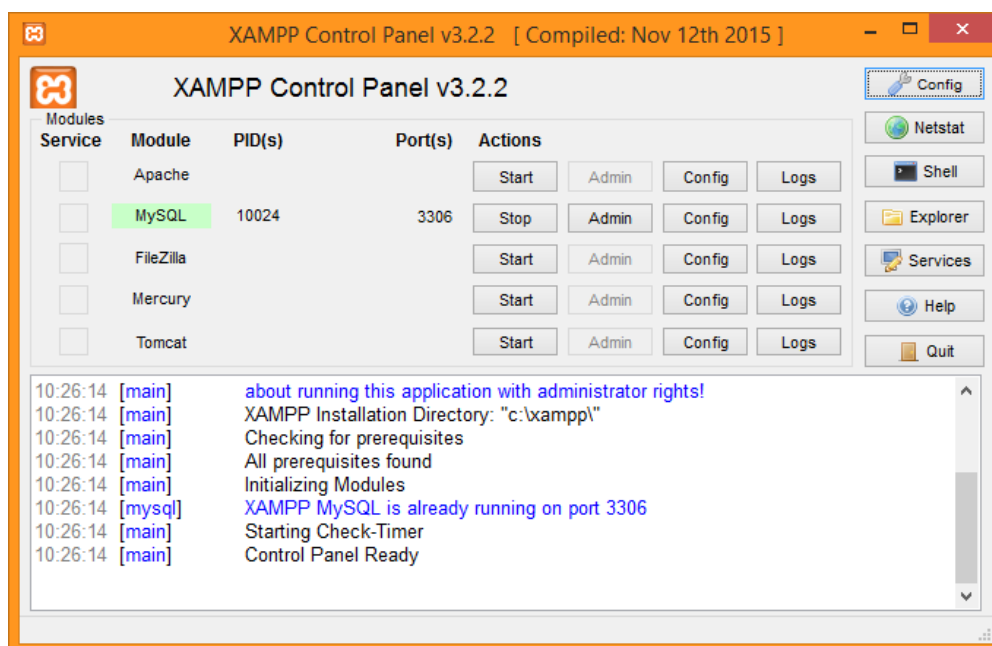 XAMPP Control Panel v3.2.2 [ Compiled: Nov 12th 2015 ]
XAMPP Control Panel v3.2.2
Config
Modules
Netstat
Service Module PID(s) Port(s) Actions
Apache Start Admin Config Logs
Shell
MySQL 10024 3306 Stop Admin Config Logs
Explorer
FileZilla Start Admin Config Logs
Services
Mercury Start Admin Config Logs
Help
Tomcat Start Admin Config Logs
Quit
10:26:14 [main] about running this application with administrator rights!
10:26:14 [main] XAMPP Installation Directory: "c:\xampp\"
10:26:14 [main] Checking for prerequisites
10:26:14 [main] All prerequisites found
10:26:14 [main] Initializing Modules
10:26:14 [mysql] XAMPP MySQL is already running on port 3306
10:26:14 [main] Starting Check-Timer
10:26:14 [main] Control Panel Ready